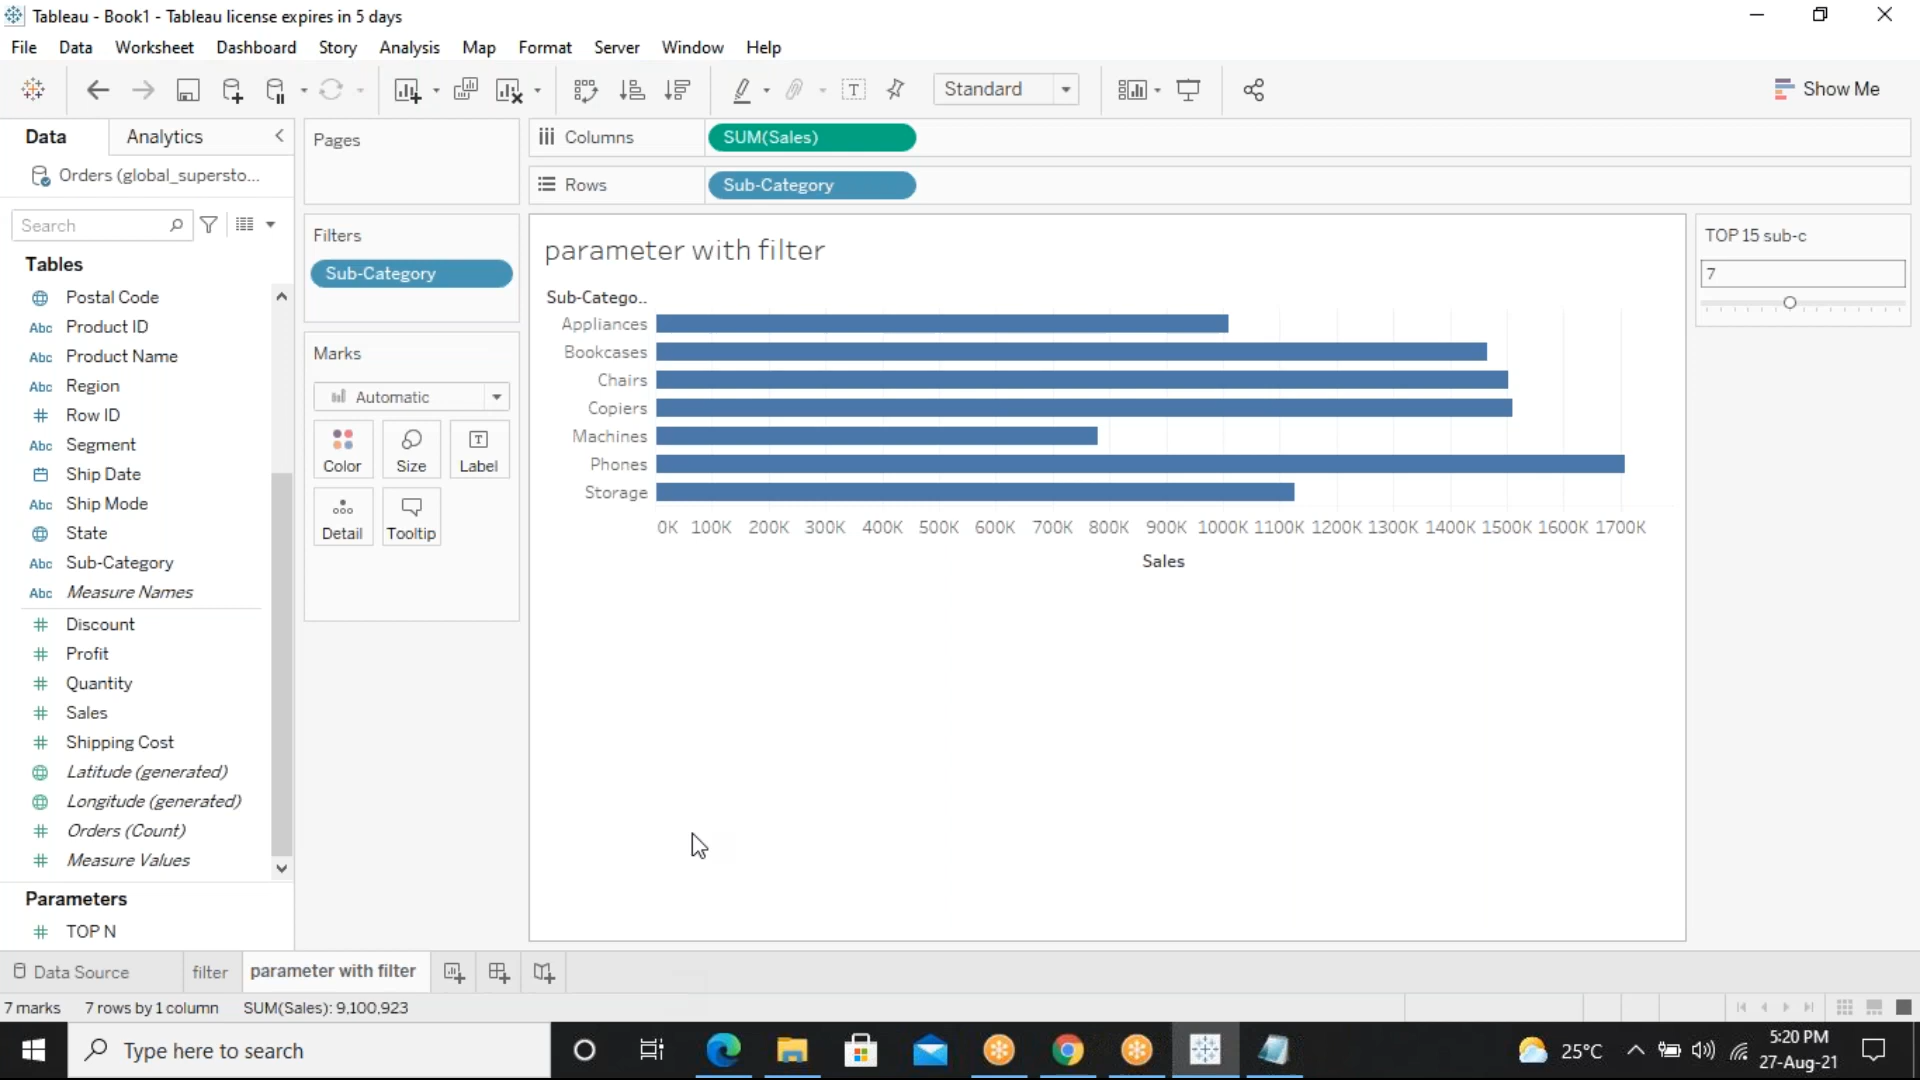 Tableau - Book1 - Tableau license expires in 5 days
File Data Worksheet Dashboard Story Analysis Map Format Server Window Help
Standard
Show Me
Data Analytics
Orders (global_supersto...
Search
Tables
Postal Code
Abc Product ID
Abc Product Name
Abc Region
# Row ID
Abc Segment
Ship Date
Abc Ship Mode
State
Abc Sub-Category
Abc Measure Names
# Discount
# Profit
# Quantity
# Sales
# Shipping Cost
Latitude (generated)
Longitude (generated)
# Orders (Count)
# Measure Values
Parameters
# TOP N
Pages
Filters
Sub-Category
Marks
Automatic
Color Size Label
Detail Tooltip
Columns SUM(Sales)
Rows Sub-Category
parameter with filter
Sub-Catego..
Appliances
Bookcases
Chairs
Copiers
Machines
Phones
Storage
0K 100K 200K 300K 400K 500K 600K 700K 800K 900K 1000K 1100K 1200K 1300K 1400K 1500K 1600K 1700K
Sales
TOP 15 sub-c
7
Data Source filter parameter with filter
7 marks 7 rows by 1 column SUM(Sales): 9,100,923
Type here to search
25°C
5:20 PM
27-Aug-21